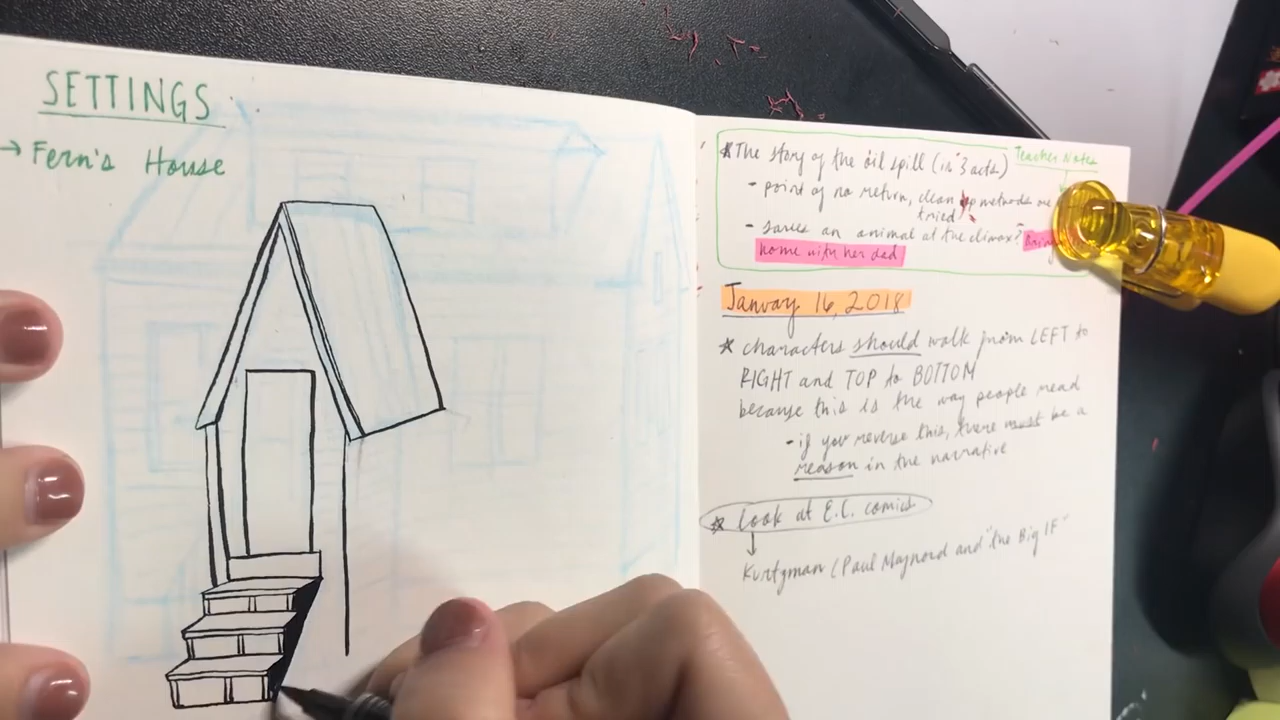 SETTINGS
→ Fern's House
★The story of the oil spill (in 3 acts)
Teacher Notes
- point of no return, clean up methods are
tried
- saves an animal at the climax?
home with her dad
January 16, 2018
★ characters should walk from LEFT to
RIGHT and TOP to BOTTOM
because this is the way people read
- if you reverse this, there must be a
reason in the narrative
★ Look at E.C. comics
Kurtzman (Paul Maynard and "the Big IF"